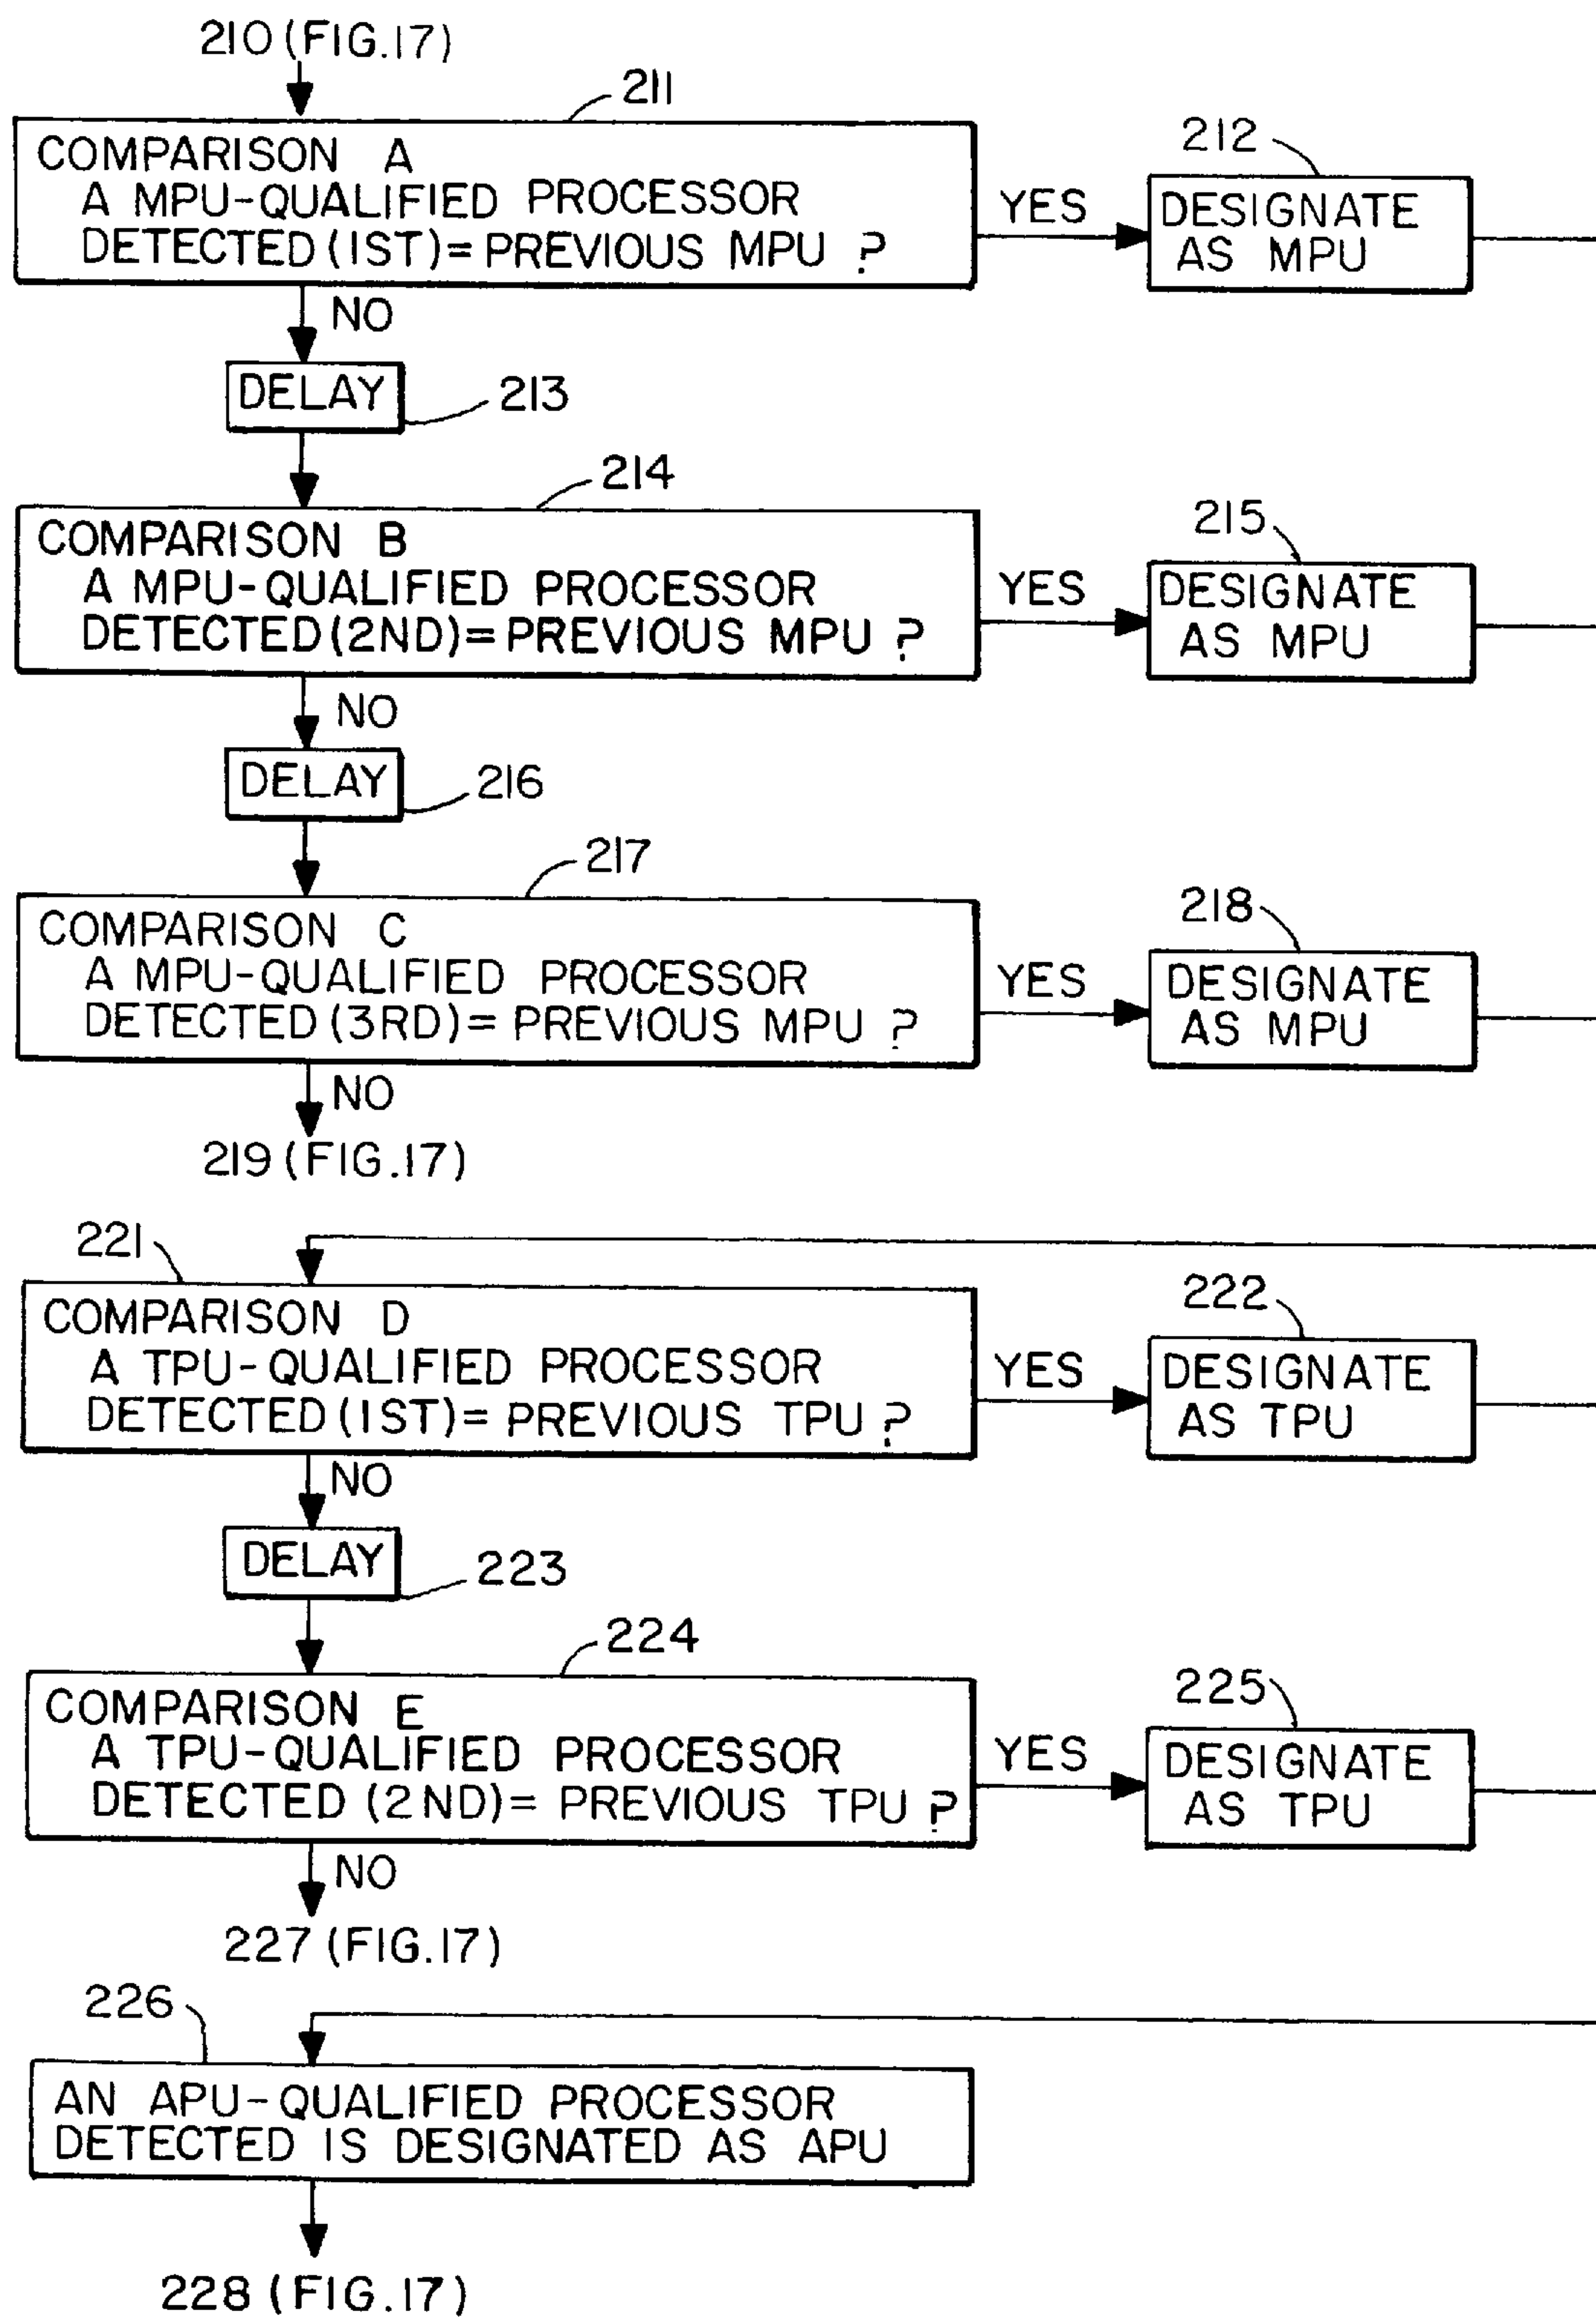 210 (FIG.17)
211
COMPARISON A
A MPU-QUALIFIED PROCESSOR
DETECTED (1ST)= PREVIOUS MPU ?
YES
212
DESIGNATE
AS MPU
NO
DELAY
213
214
COMPARISON B
A MPU-QUALIFIED PROCESSOR
DETECTED (2ND)= PREVIOUS MPU ?
YES
215
DESIGNATE
AS MPU
NO
DELAY
216
217
COMPARISON C
A MPU-QUALIFIED PROCESSOR
DETECTED (3RD)= PREVIOUS MPU ?
YES
218
DESIGNATE
AS MPU
NO
219 (FIG.17)
221
COMPARISON D
A TPU-QUALIFIED PROCESSOR
DETECTED (1ST)= PREVIOUS TPU ?
YES
222
DESIGNATE
AS TPU
NO
DELAY
223
224
COMPARISON E
A TPU-QUALIFIED PROCESSOR
DETECTED (2ND)= PREVIOUS TPU ?
YES
225
DESIGNATE
AS TPU
NO
227 (FIG.17)
226
AN APU-QUALIFIED PROCESSOR
DETECTED IS DESIGNATED AS APU
228 (FIG.17)